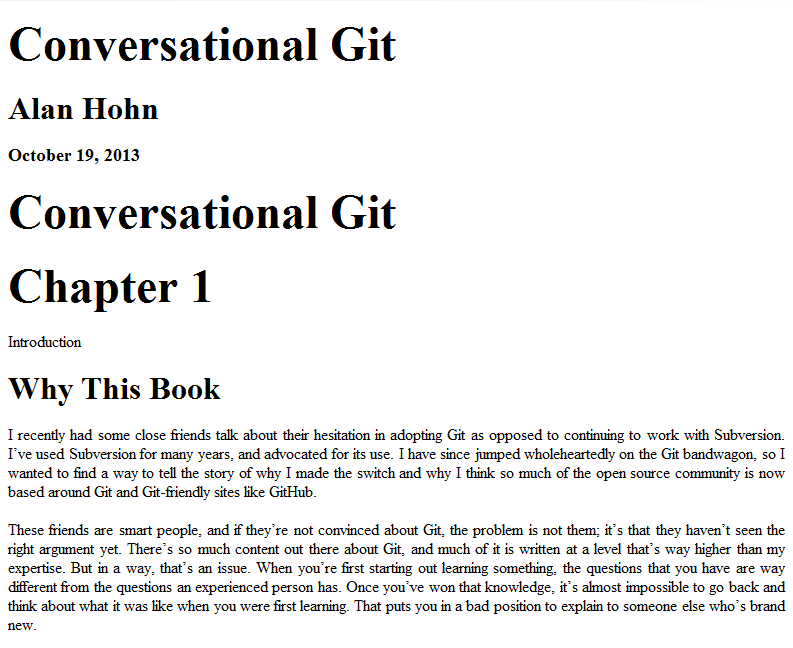 Conversational Git
Alan Hohn
October 19, 2013
Conversational Git
Chapter 1
Introduction
Why This Book
I recently had some close friends talk about their hesitation in adopting Git as opposed to continuing to work with Subversion.
I’ve used Subversion for many years, and advocated for its use. I have since jumped wholeheartedly on the Git bandwagon, so I
wanted to find a way to tell the story of why I made the switch and why I think so much of the open source community is now
based around Git and Git-friendly sites like GitHub.
These friends are smart people, and if they’re not convinced about Git, the problem is not them; it’s that they haven’t seen the
right argument yet. There’s so much content out there about Git, and much of it is written at a level that’s way higher than my
expertise. But in a way, that’s an issue. When you’re first starting out learning something, the questions that you have are way
different from the questions an experienced person has. Once you’ve won that knowledge, it’s almost impossible to go back and
think about what it was like when you were first learning. That puts you in a bad position to explain to someone else who’s brand
new.